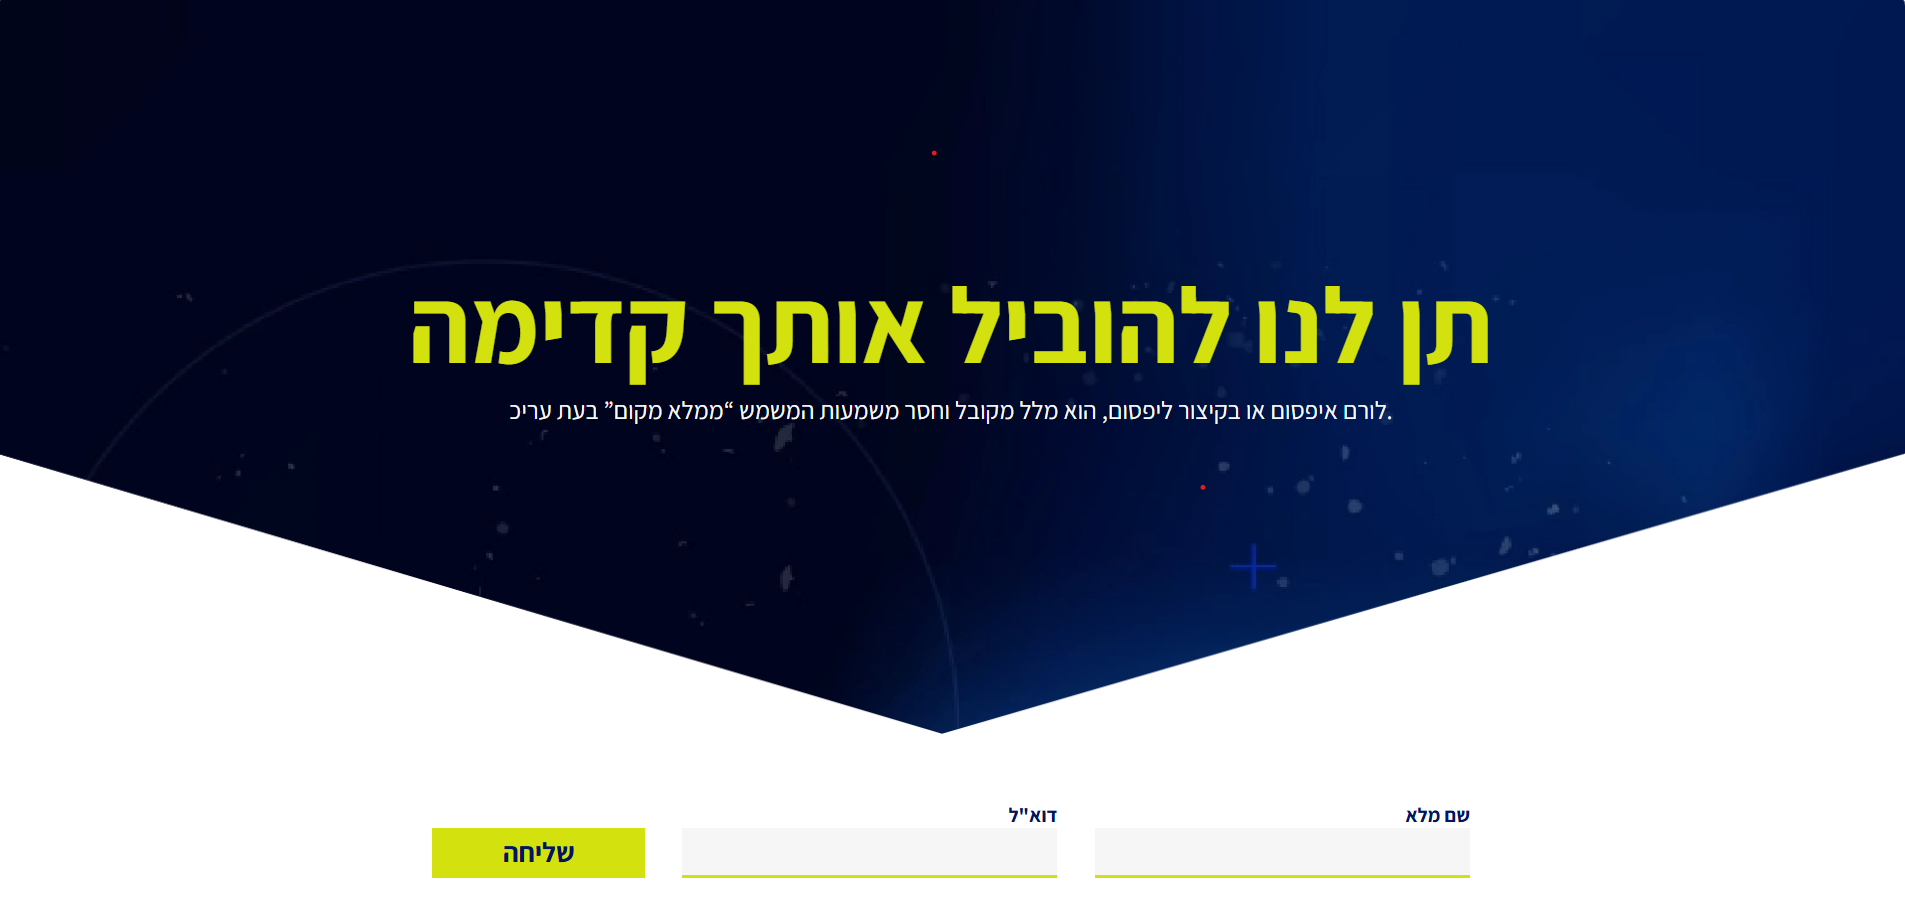 תן לנו להוביל אותך קדימה
.לורם איפסום או בקיצור ליפסום, הוא מלל מקובל וחסר משמעות המשמש “ממלא מקום” בעת עריכ
שם מלא
דוא"ל
שליחה